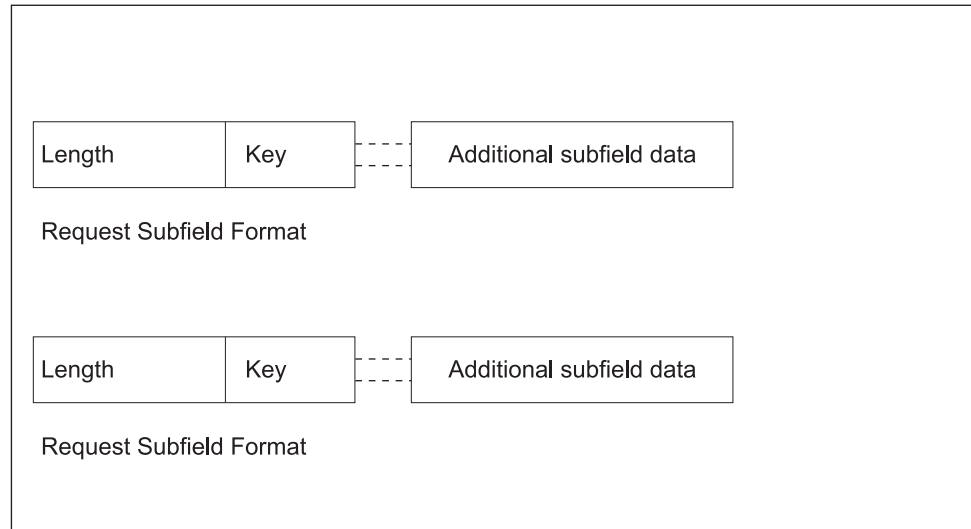 Length Key Additional subfield data
Request Subfield Format
Length Key Additional subfield data
Request Subfield Format